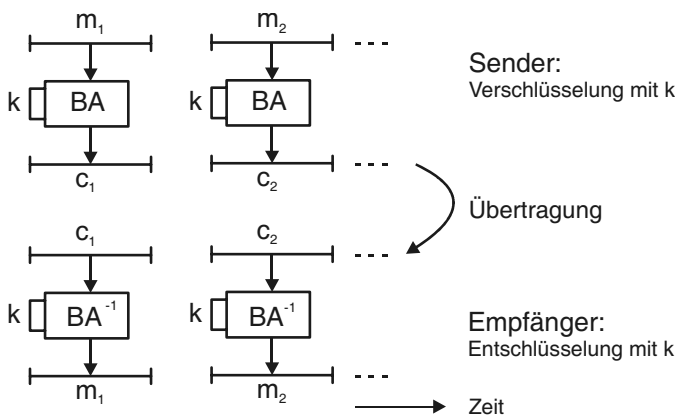 m₁ m₂
Sender:
k BA k BA Verschlüsselung mit k
c₁ c₂
Übertragung
c₁ c₂
k BA⁻¹ k BA⁻¹ Empfänger:
Entschlüsselung mit k
m₁ m₂
Zeit